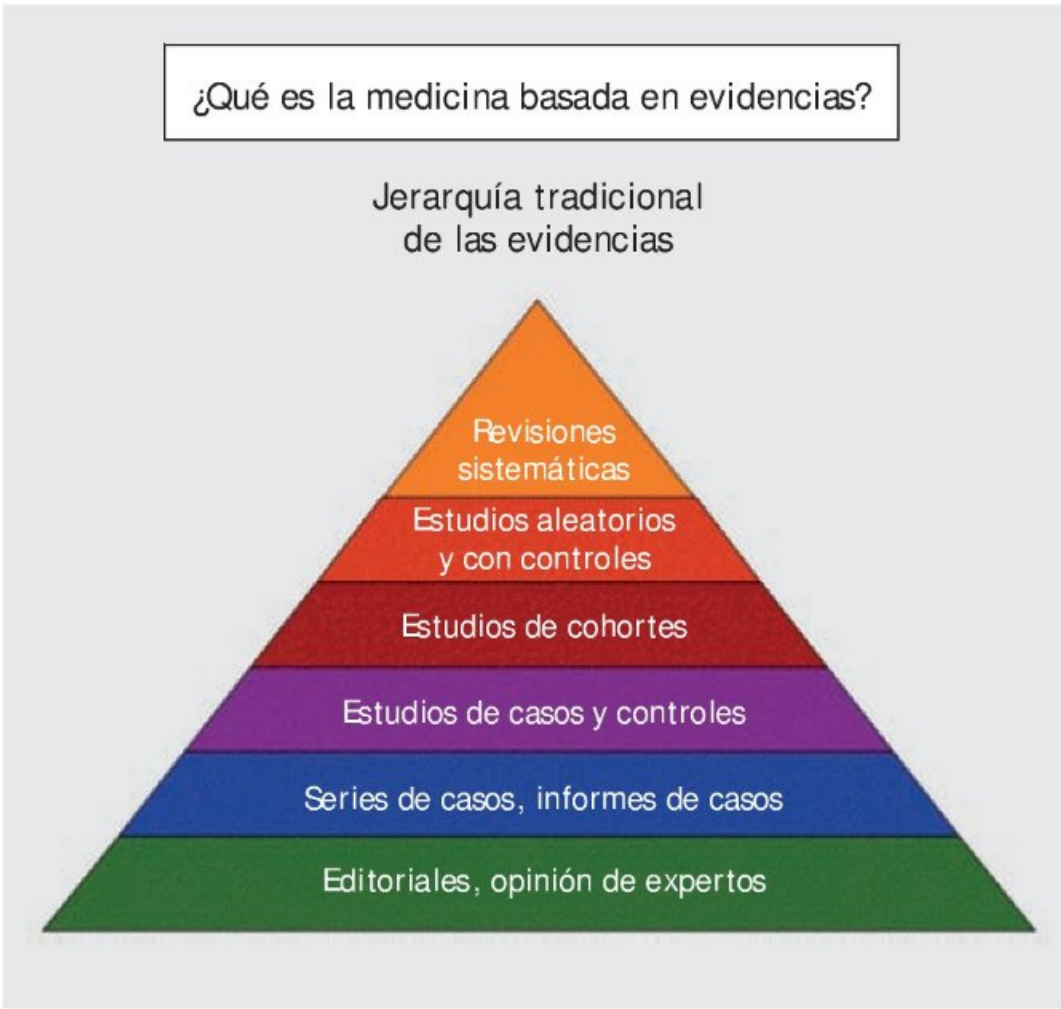 ¿Qué es la medicina basada en evidencias?
Jerarquía tradicional
de las evidencias
Revisiones
sistemáticas
Estudios aleatorios
y con controles
Estudios de cohortes
Estudios de casos y controles
Series de casos, informes de casos
Editoriales, opinión de expertos